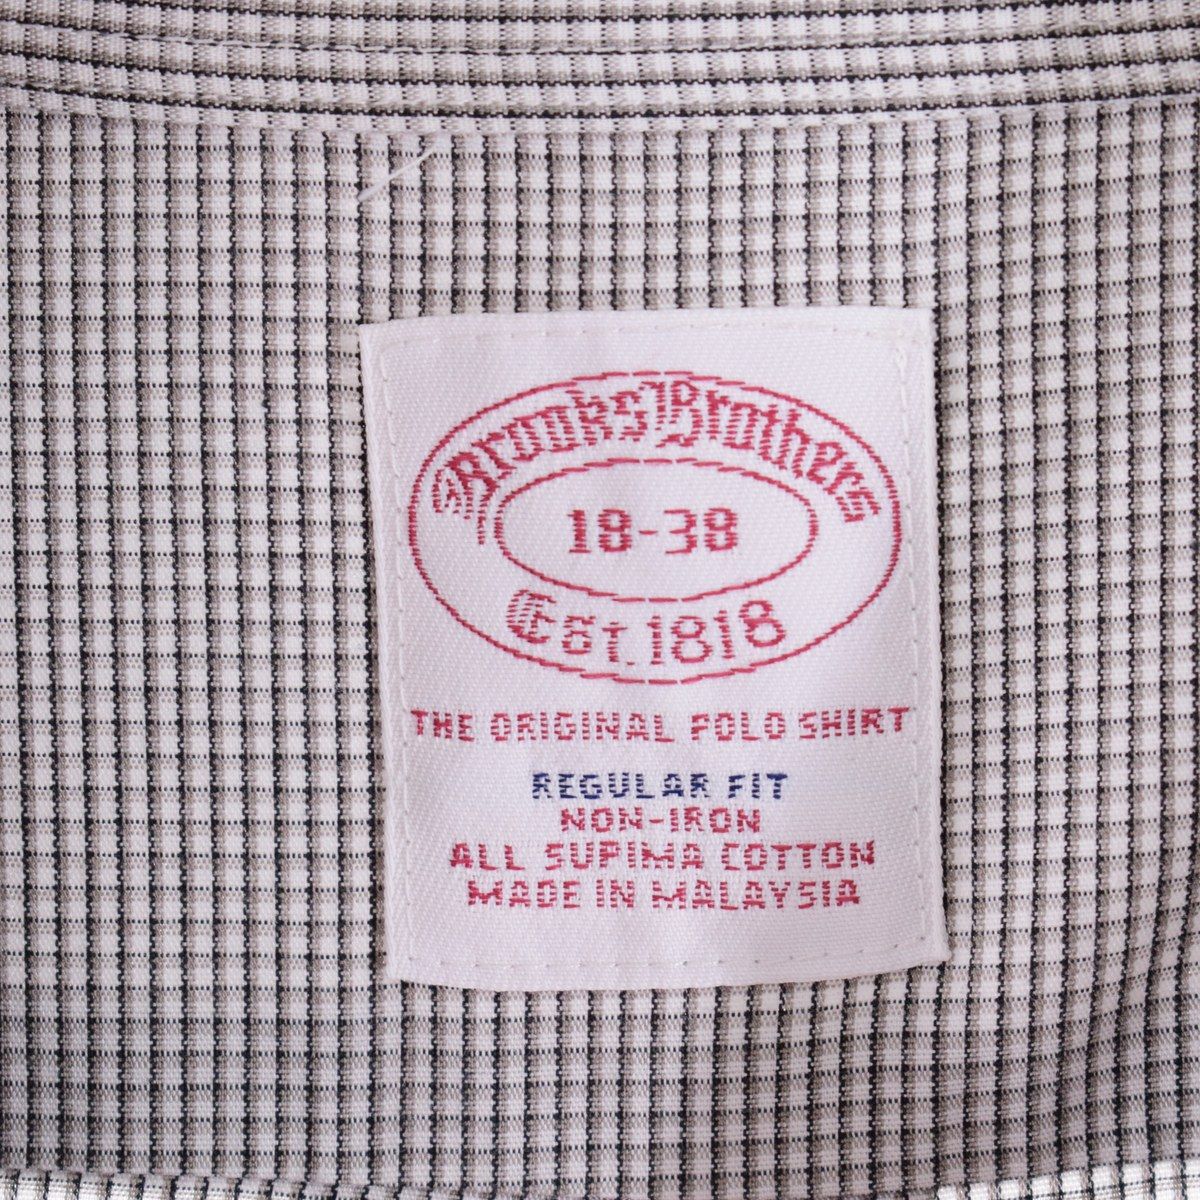 Brooks Brothers
18-38
Est. 1818
THE ORIGINAL POLO SHIRT
REGULAR FIT
NON-IRON
ALL SUPIMA COTTON
MADE IN MALAYSIA